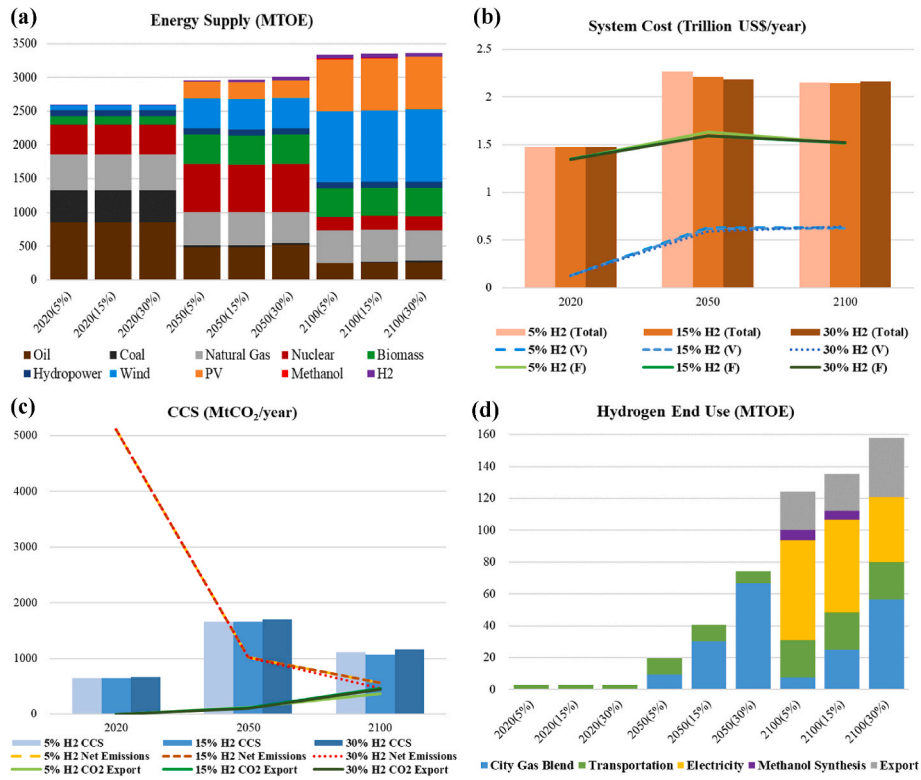 (a)
Energy Supply (MTOE)
3500
3000
2500
2000
1500
1000
500
0
2020(5%) 2020(15%) 2020(30%) 2050(5%) 2050(15%) 2050(30%) 2100(5%) 2100(15%) 2100(30%)
Oil Coal Natural Gas Nuclear Biomass
Hydropower Wind PV Methanol H2
(b)
System Cost (Trillion US$/year)
2.5
2
1.5
1
0.5
0
2020 2050 2100
5% H2 (Total) 15% H2 (Total) 30% H2 (Total)
5% H2 (V) 15% H2 (V) 30% H2 (V)
5% H2 (F) 15% H2 (F) 30% H2 (F)
(c)
CCS (MtCO₂/year)
5000
4000
3000
2000
1000
0
2020 2050 2100
5% H2 CCS 15% H2 CCS 30% H2 CCS
5% H2 Net Emissions 15% H2 Net Emissions 30% H2 Net Emissions
5% H2 CO2 Export 15% H2 CO2 Export 30% H2 CO2 Export
(d)
Hydrogen End Use (MTOE)
160
140
120
100
80
60
40
20
0
2020(5%) 2020(15%) 2020(30%) 2050(5%) 2050(15%) 2050(30%) 2100(5%) 2100(15%) 2100(30%)
City Gas Blend Transportation Electricity Methanol Synthesis Export